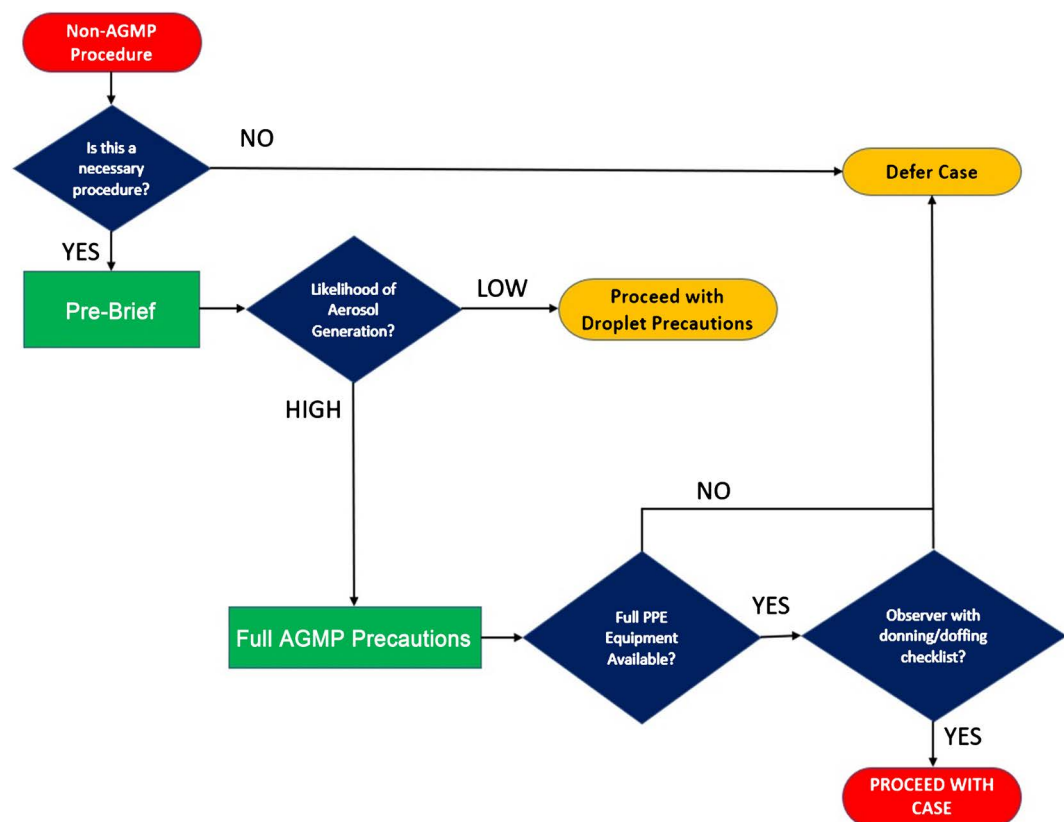 Non-AGMP
Procedure
Is this a
necessary
procedure?
NO
Defer Case
YES
Pre-Brief
Likelihood of
Aerosol
Generation?
LOW
Proceed with
Droplet Precautions
HIGH
NO
Full AGMP Precautions
Full PPE
Equipment
Available?
YES
Observer with
donning/doffing
checklist?
YES
PROCEED WITH
CASE